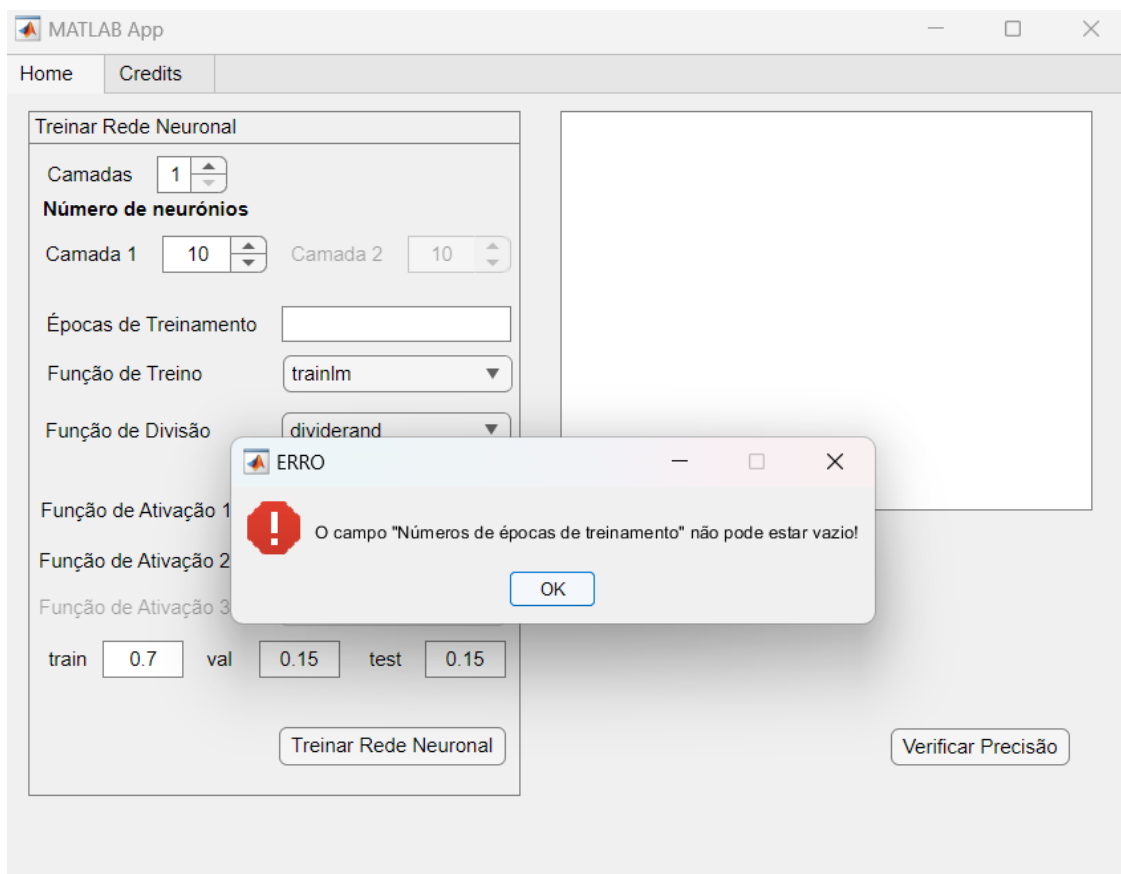 MATLAB App
Home Credits
Treinar Rede Neuronal
Camadas 1
Número de neurónios
Camada 1 10 Camada 2 10
Épocas de Treinamento
Função de Treino trainlm
Função de Divisão dividerand
ERRO
Função de Ativação 1
O campo "Números de épocas de treinamento" não pode estar vazio!
Função de Ativação 2
OK
Função de Ativação 3
train 0.7 val 0.15 test 0.15
Treinar Rede Neuronal
Verificar Precisão